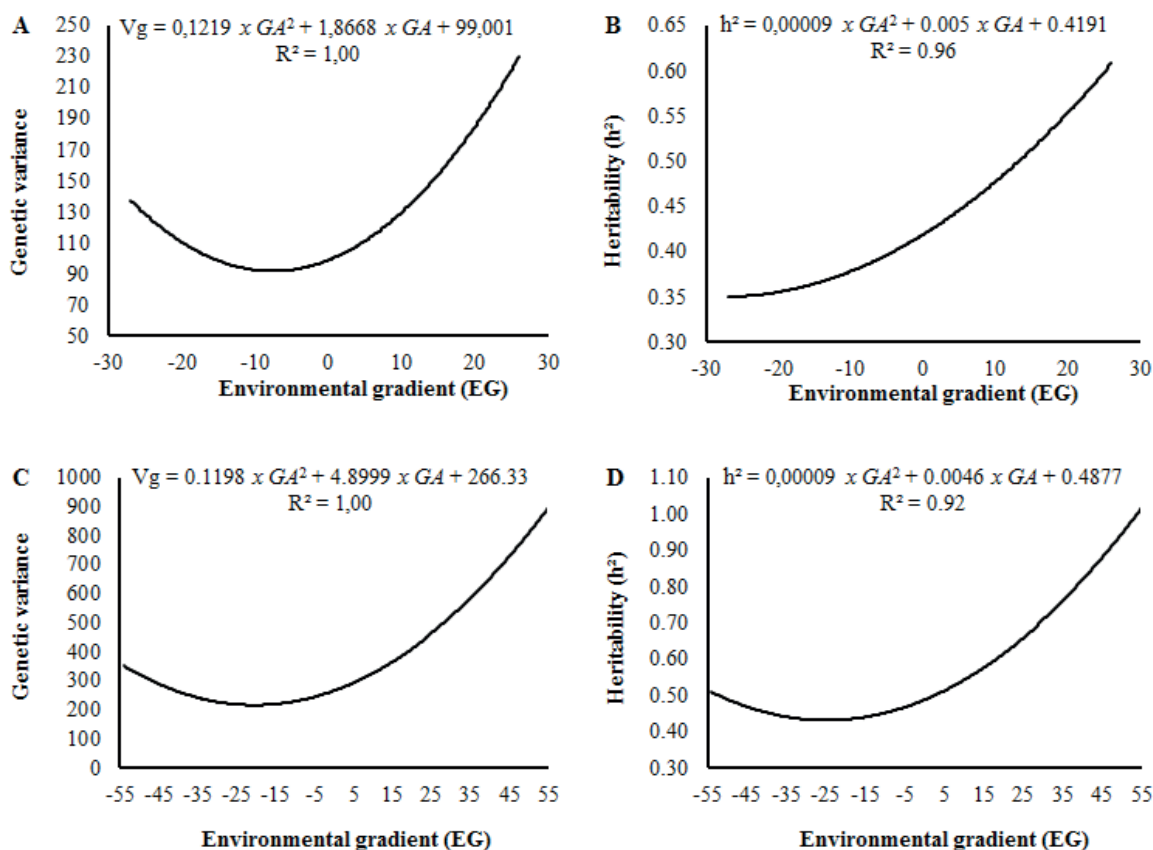 A
Vg = 0,1219 x GA² + 1,8668 x GA + 99,001
R² = 1,00
250
230
210
190
170
150
130
110
90
70
50
Genetic variance
-30 -20 -10 0 10 20 30
Environmental gradient (EG)
B
h² = 0,00009 x GA² + 0.005 x GA + 0.4191
R² = 0.96
0.65
0.60
0.55
0.50
0.45
0.40
0.35
0.30
Heritability (h²)
-30 -20 -10 0 10 20 30
Environmental gradient (EG)
C
Vg = 0.1198 x GA² + 4.8999 x GA + 266.33
R² = 1,00
1000
900
800
700
600
500
400
300
200
100
0
Genetic variance
-55 -45 -35 -25 -15 -5 5 15 25 35 45 55
Environmental gradient (EG)
D
h² = 0,00009 x GA² + 0.0046 x GA + 0.4877
R² = 0.92
1.10
1.00
0.90
0.80
0.70
0.60
0.50
0.40
0.30
Heritability (h²)
-55 -45 -35 -25 -15 -5 5 15 25 35 45 55
Environmental gradient (EG)